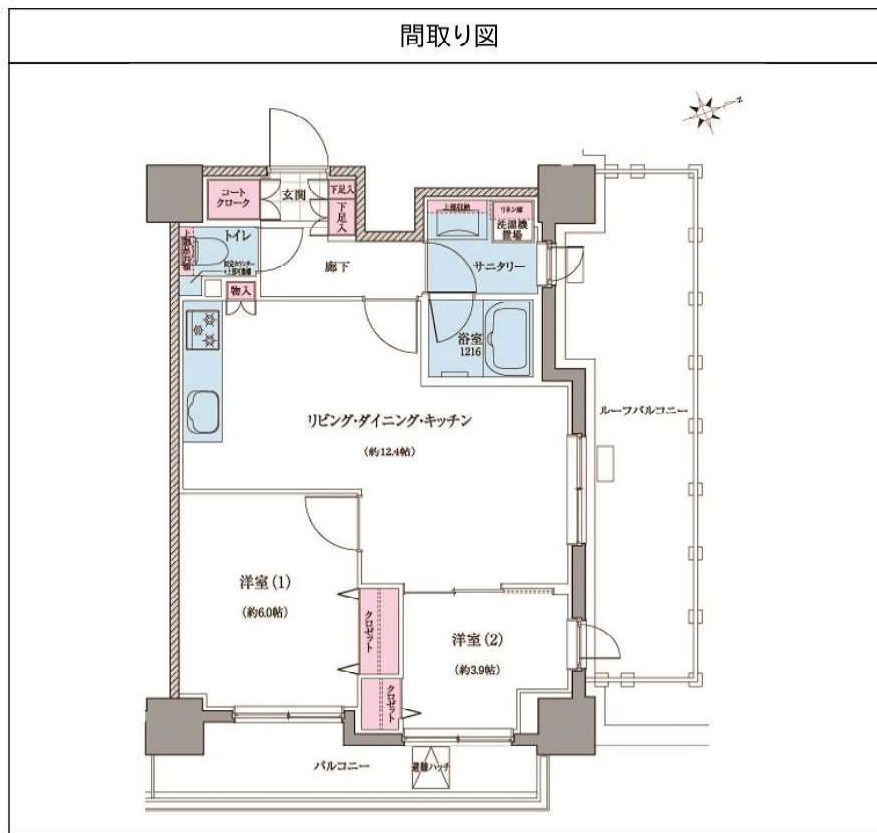 間取り図
N
コート
クローク
玄関
下足入
下足入
上部収納
リネン庫
洗濯機
置場
トイレ
廊下
サニタリー
物入
浴室
1216
リビング・ダイニング・キッチン
(約12.4帖)
ルーフバルコニー
洋室(1)
(約6.0帖)
クロゼット
洋室(2)
(約3.9帖)
クロゼット
バルコニー
避難ハッチ